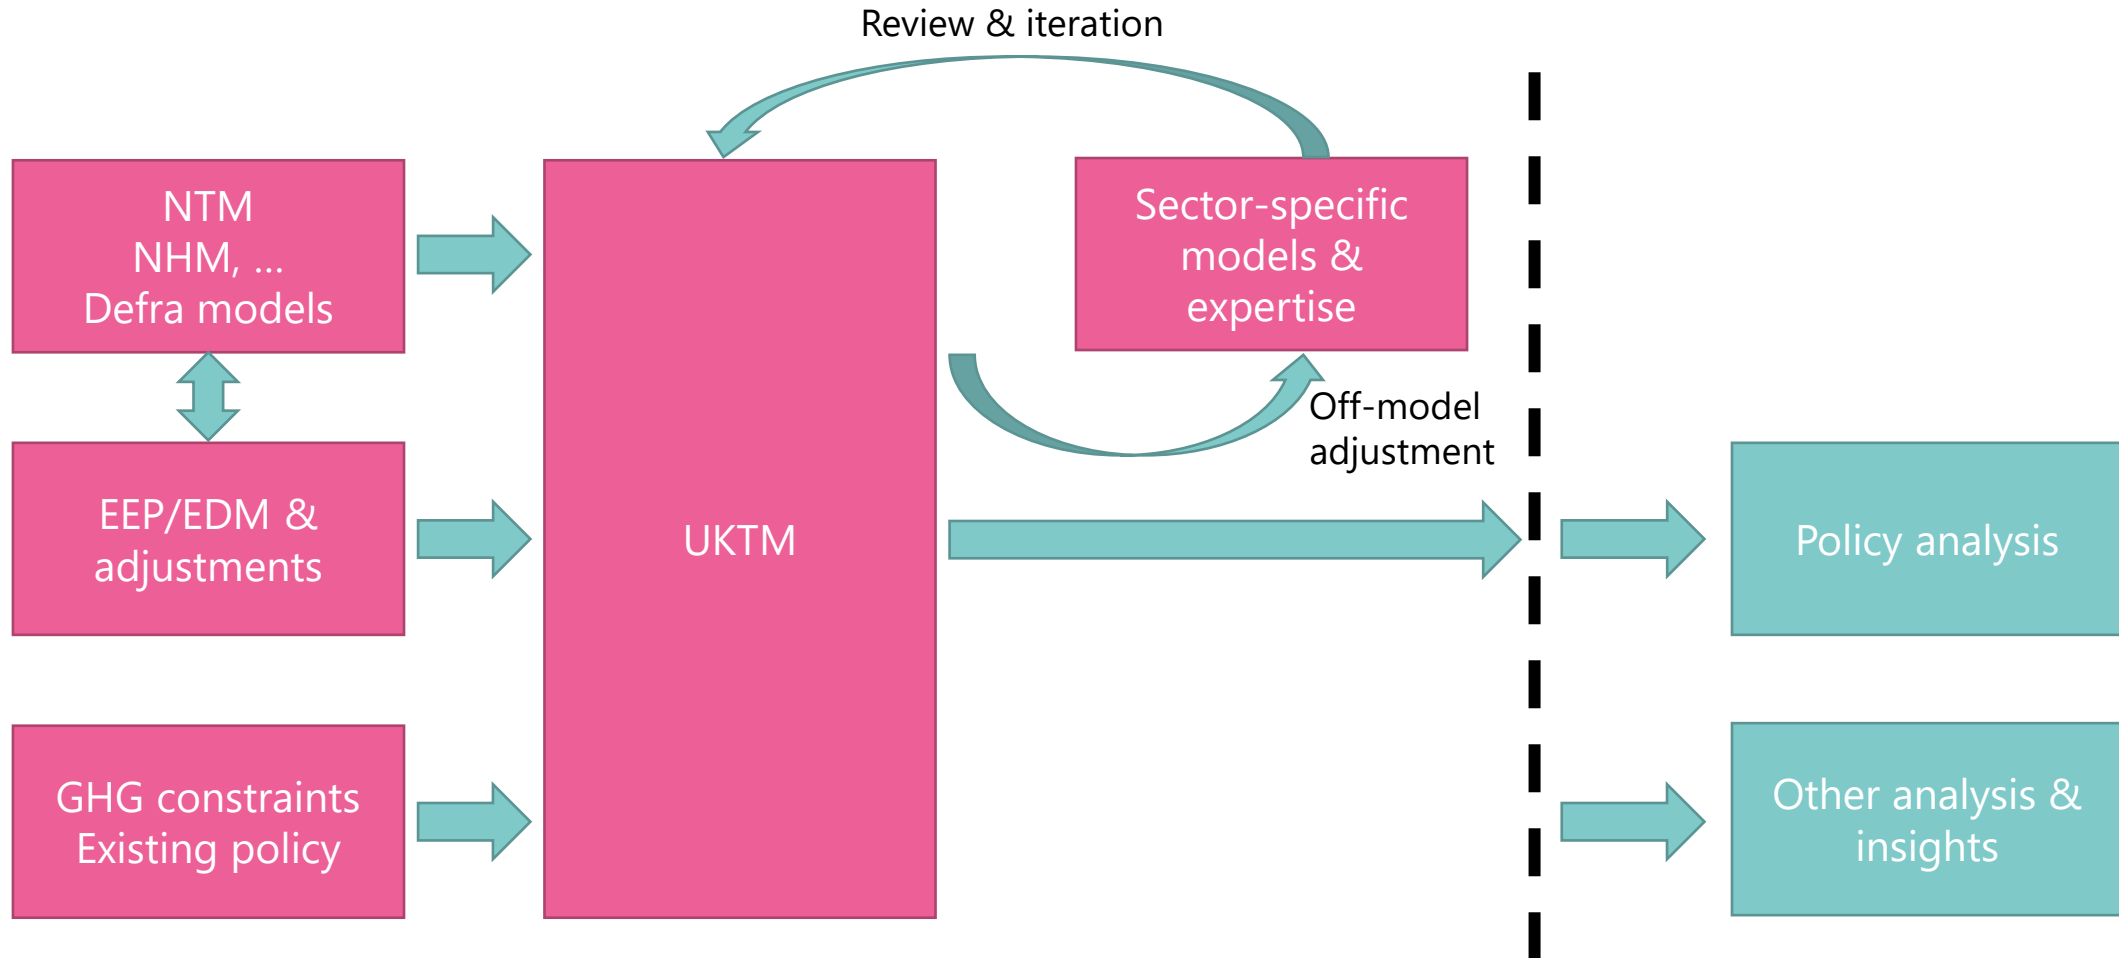 Review & iteration
NTM
NHM, ...
Defra models
Sector-specific
models &
expertise
Off-model
adjustment
EEP/EDM &
adjustments
UKTM
Policy analysis
GHG constraints
Existing policy
Other analysis &
insights